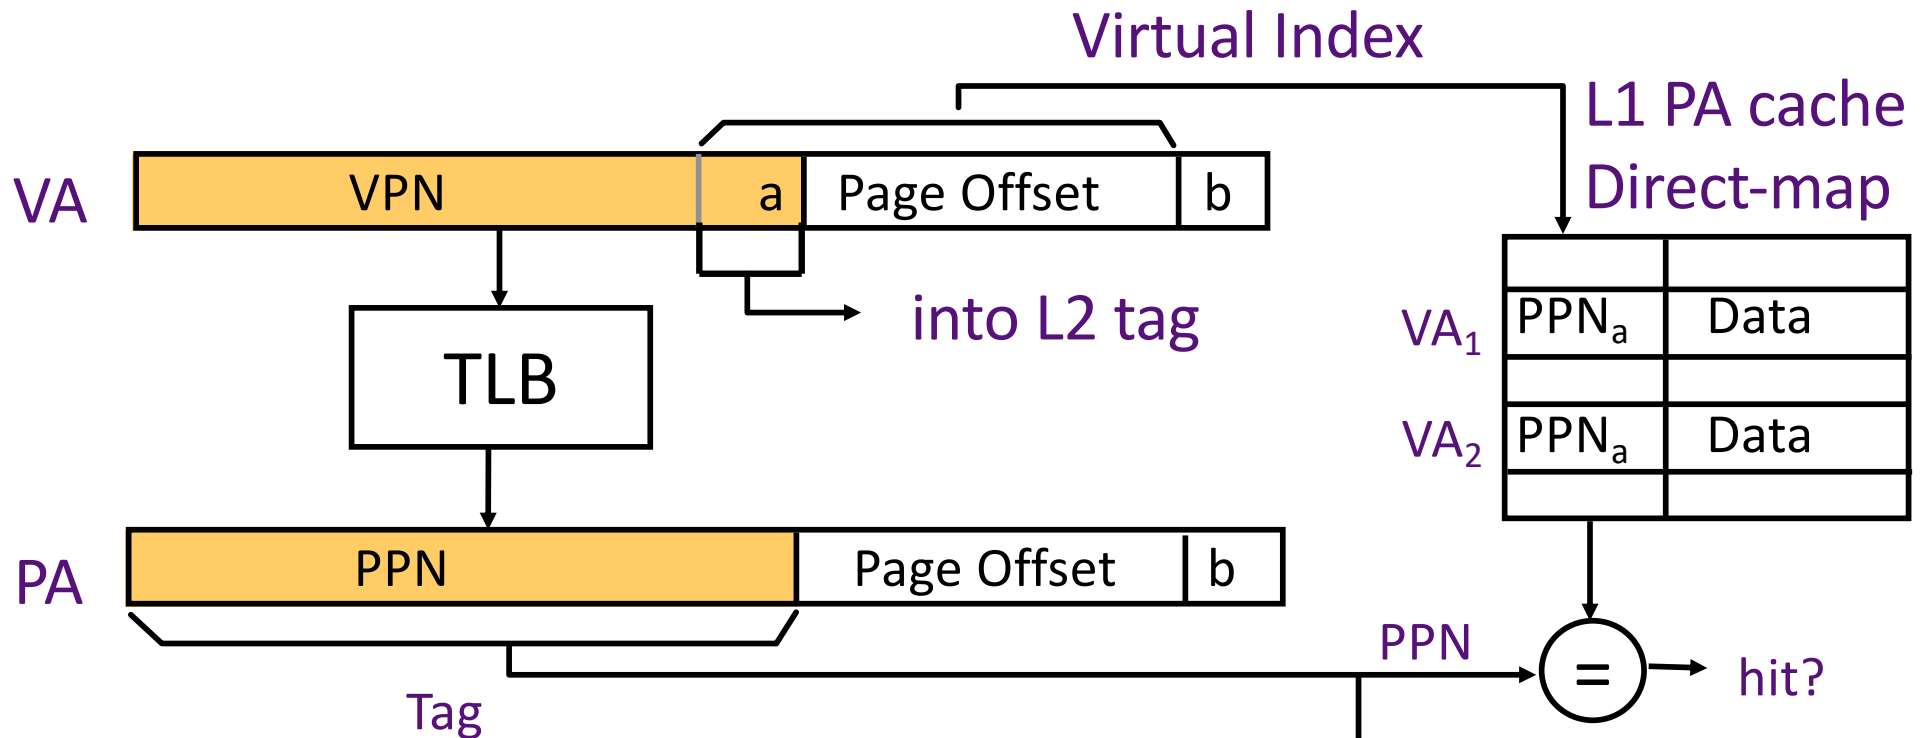 Virtual Index
L1 PA cache
Direct-map
VA
VPN
a
Page Offset
b
into L2 tag
TLB
VA₁
PPNₐ
Data
VA₂
PPNₐ
Data
PA
PPN
Page Offset
b
PPN
=
hit?
Tag